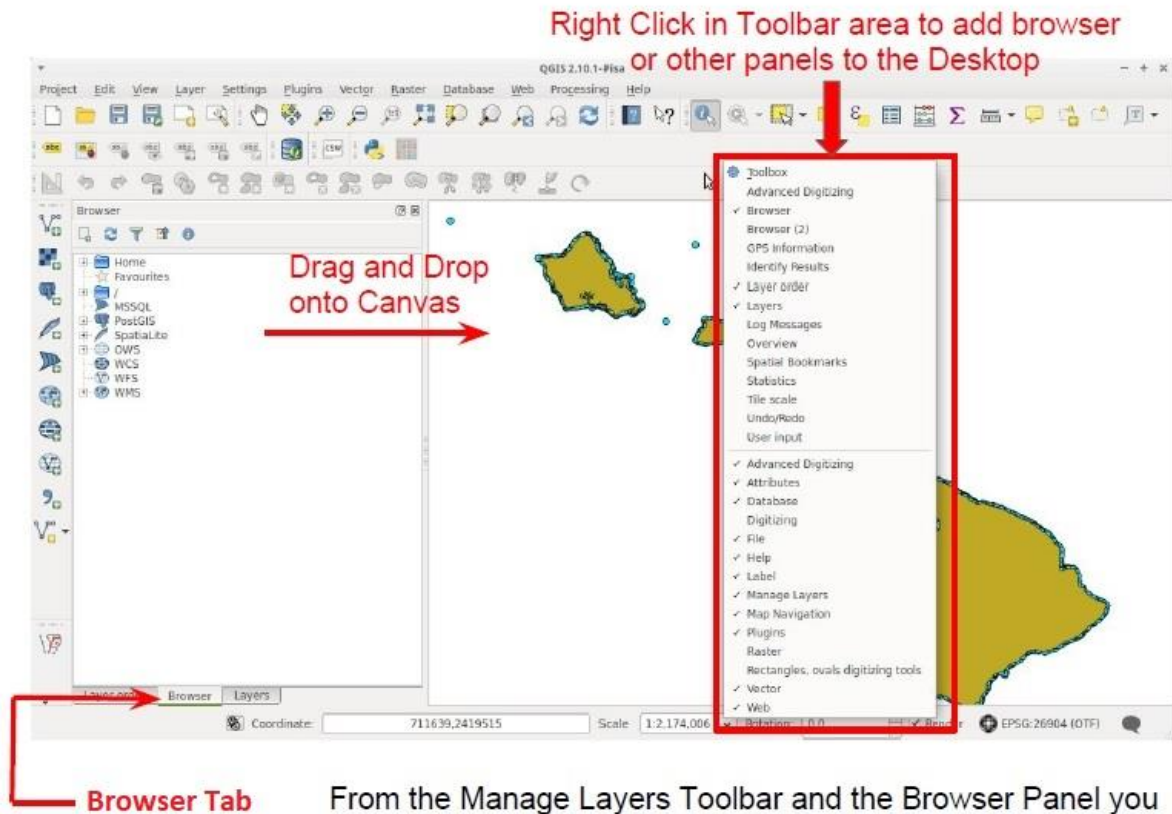 Right Click in Toolbar area to add browser
or other panels to the Desktop
QGIS 2.10.1-Pisa
Project Edit View Layer Settings Plugins Vector Raster Database Web Processing Help
Browser
Home
Favourites
/
MSSQL
PostGIS
SpatiaLite
OWS
WCS
WFS
WMS
Drag and Drop
onto Canvas
Toolbox
Advanced Digitizing
Browser
Browser (2)
GPS Information
Identify Results
Layer order
Layers
Log Messages
Overview
Spatial Bookmarks
Statistics
Tile scale
Undo/Redo
User input
Advanced Digitizing
Attributes
Database
Digitizing
File
Help
Label
Manage Layers
Map Navigation
Plugins
Raster
Rectangles, ovals digitizing tools
Vector
Web
Layer order Browser Layers
Coordinate: 711639,2419515 Scale 1:2,174,006 Rotation: 0.0 Render EPSG:26904 (OTF)
Browser Tab
From the Manage Layers Toolbar and the Browser Panel you